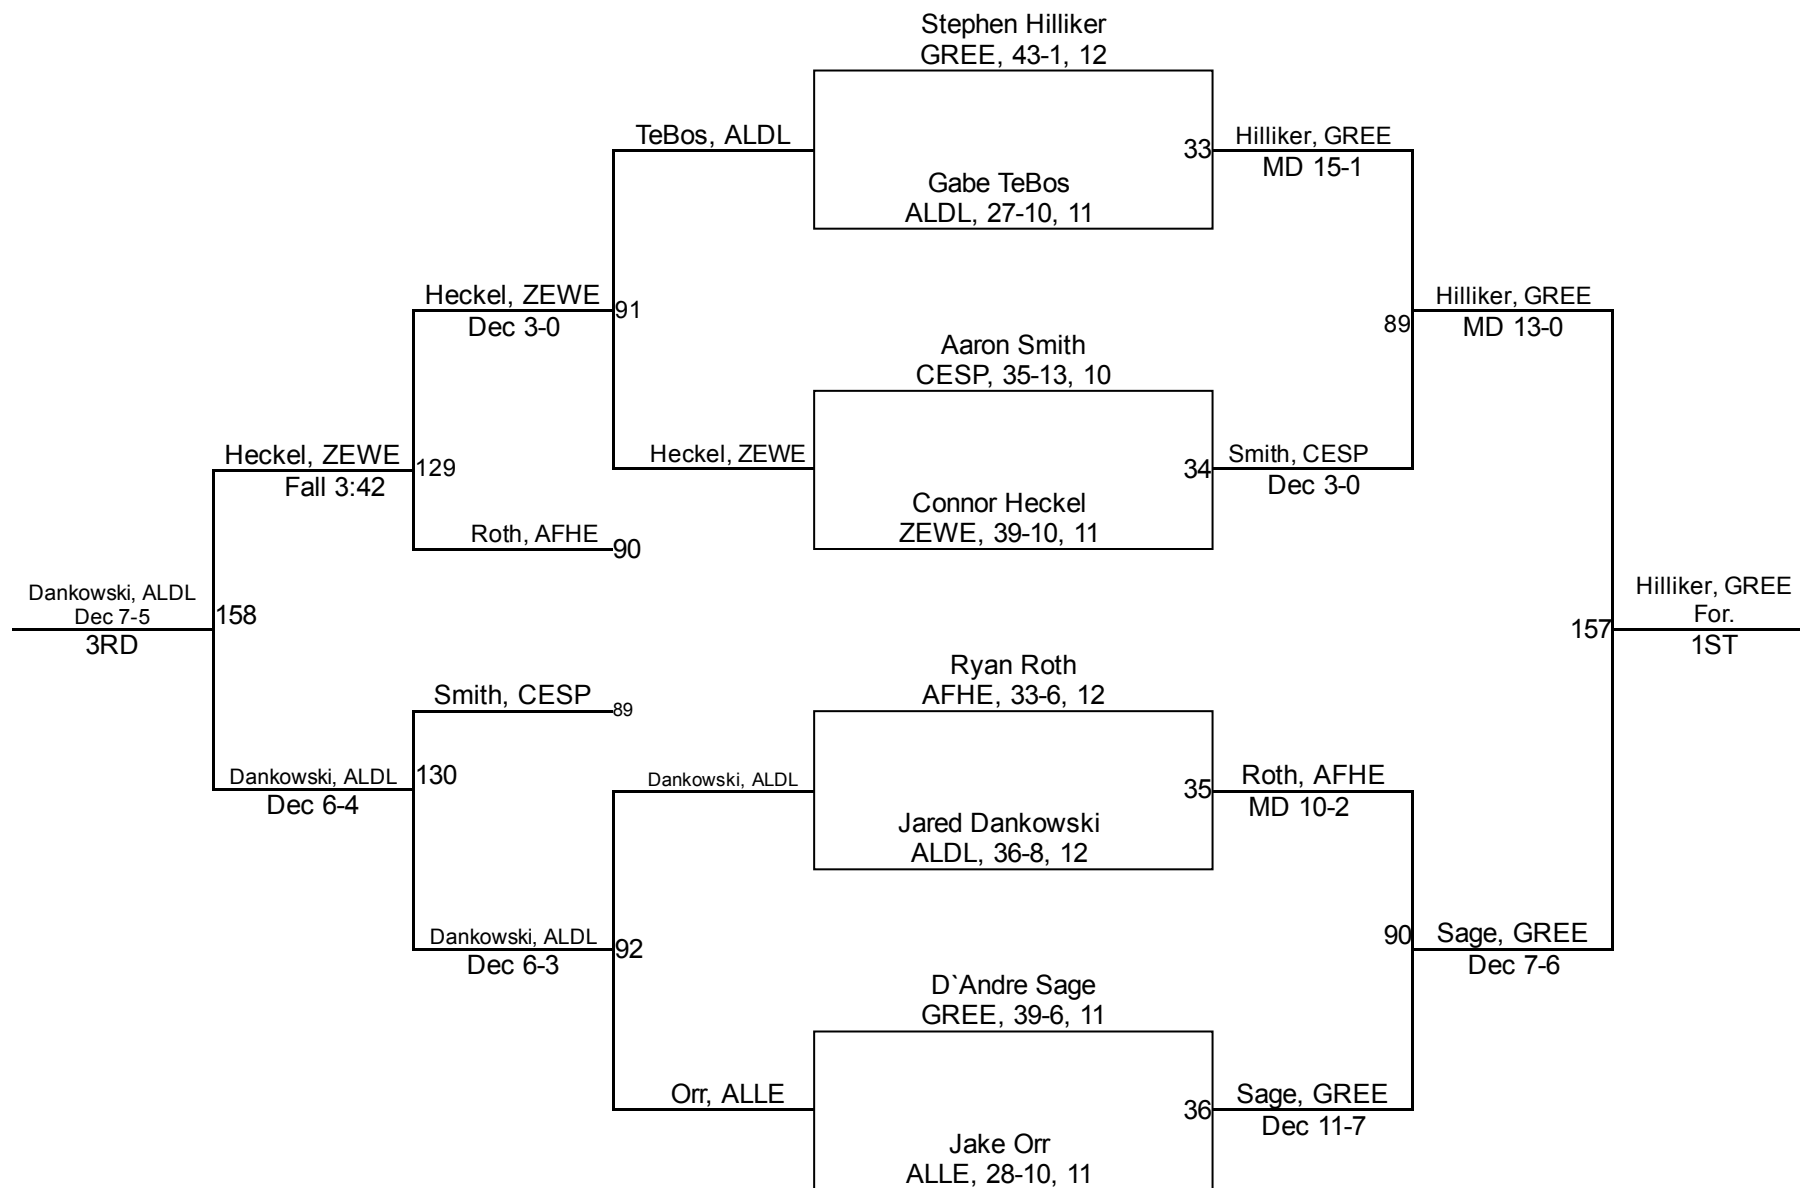 Stephen Hilliker
GREE, 43-1, 12
TeBos, ALDL
33
Hilliker, GREE
MD 15-1
Gabe TeBos
ALDL, 27-10, 11
Heckel, ZEWE
Dec 3-0
91
Hilliker, GREE
MD 13-0
89
Aaron Smith
CESP, 35-13, 10
Heckel, ZEWE
Fall 3:42
129
Heckel, ZEWE
34
Smith, CESP
Dec 3-0
Connor Heckel
ZEWE, 39-10, 11
Roth, AFHE
90
Dankowski, ALDL
Dec 7-5
3RD
158
157
Hilliker, GREE
For.
1ST
Ryan Roth
AFHE, 33-6, 12
Smith, CESP
89
Dankowski, ALDL
Dec 6-4
130
Dankowski, ALDL
35
Roth, AFHE
MD 10-2
Jared Dankowski
ALDL, 36-8, 12
Dankowski, ALDL
Dec 6-3
92
90
Sage, GREE
Dec 7-6
D`Andre Sage
GREE, 39-6, 11
Orr, ALLE
36
Sage, GREE
Dec 11-7
Jake Orr
ALLE, 28-10, 11